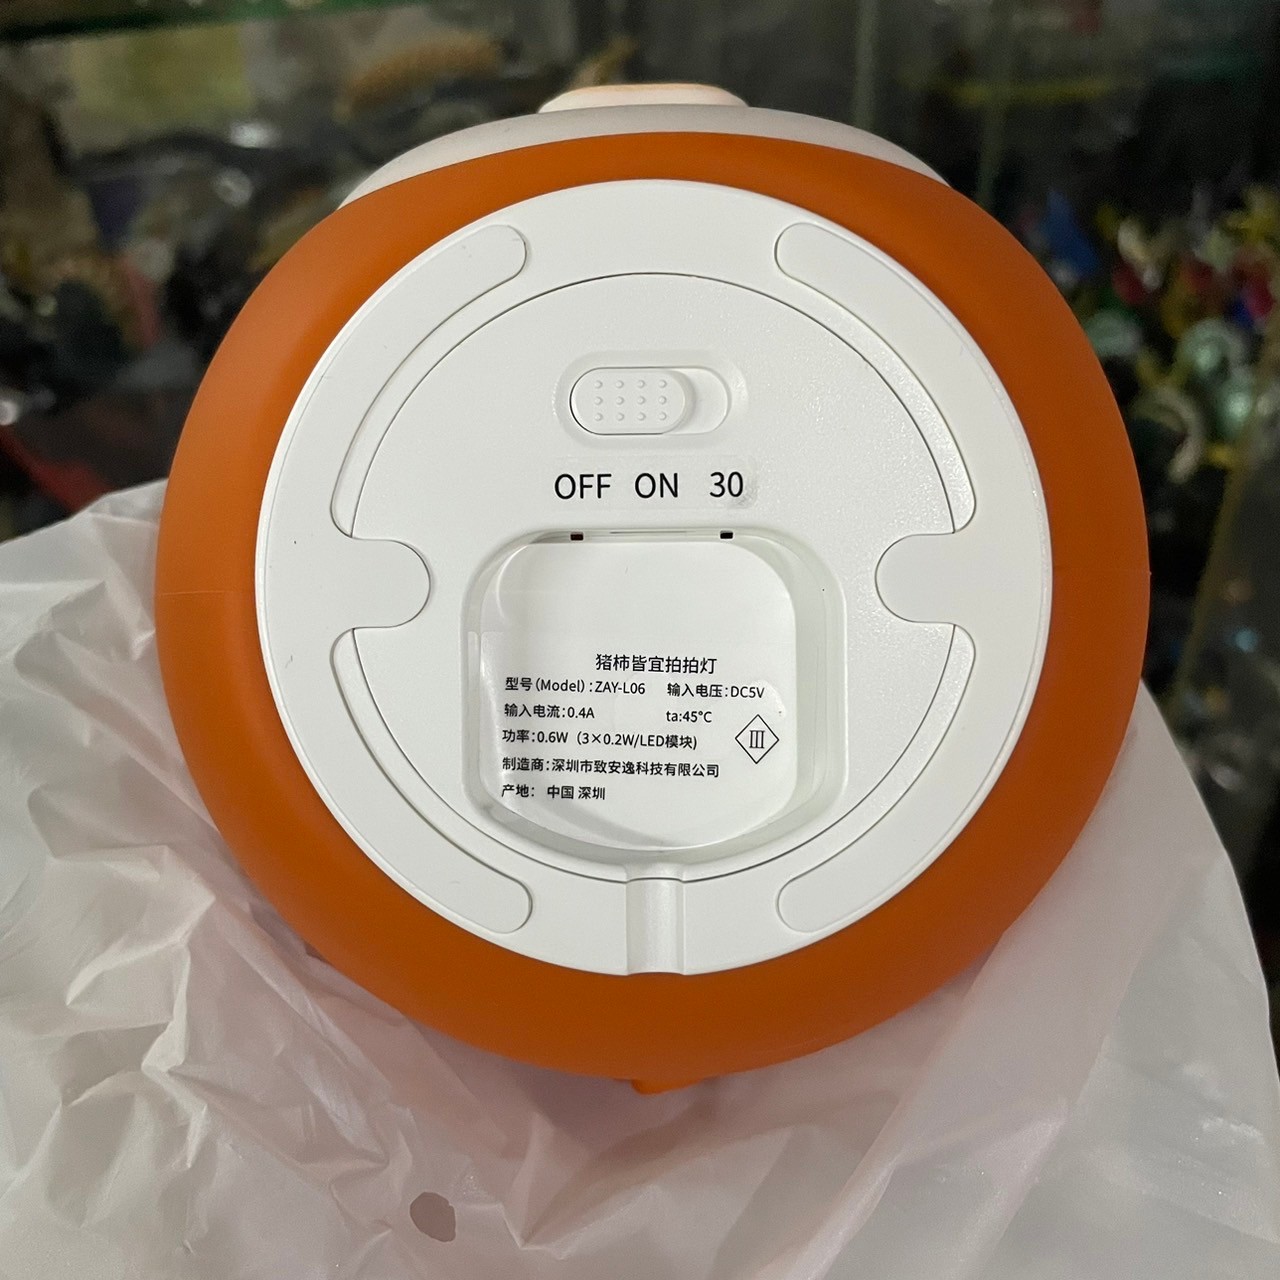 OFF ON 30
猪柿皆宜拍拍灯
型号(Model):ZAY-L06 输入电压:DC5V
输入电流:0.4A ta:45°C
功率:0.6W (3×0.2W/LED模块)
III
制造商:深圳市致安逸科技有限公司
产地: 中国 深圳